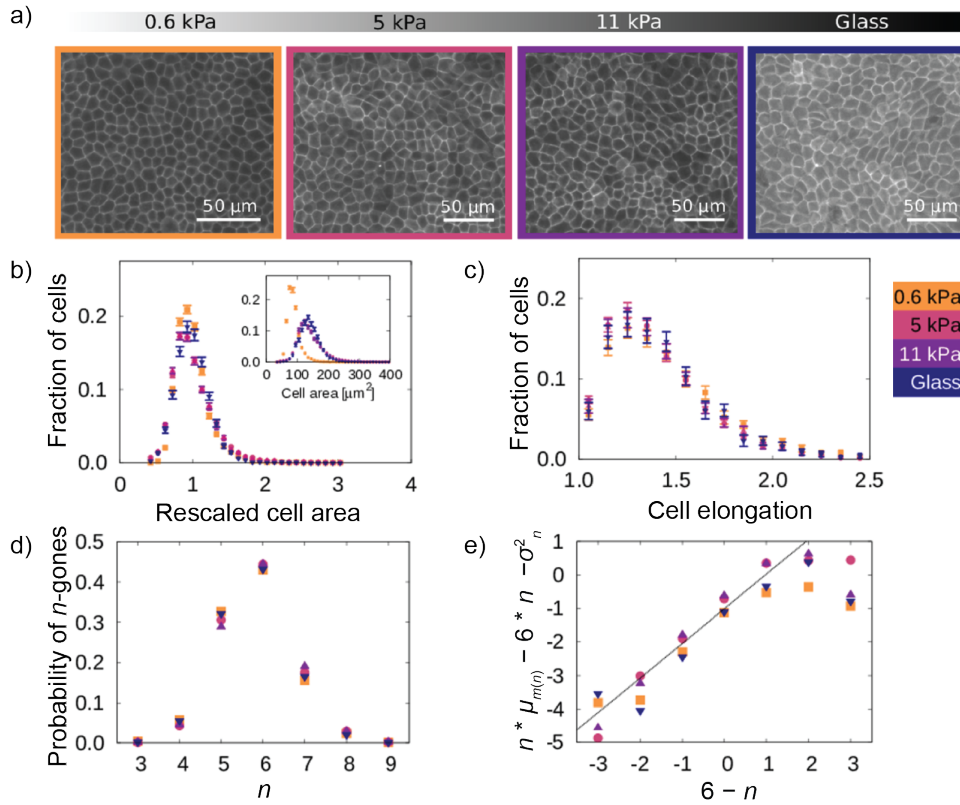 a)
0.6 kPa 5 kPa 11 kPa Glass
50 µm 50 µm 50 µm 50 µm
b)
Fraction of cells
0.2
0.1
0.0
0 1 2 3 4
Rescaled cell area
0.2
0.1
0.0
0 100 200 300 400
Cell area [µm²]
c)
Fraction of cells
0.2
0.1
0.0
1.0 1.5 2.0 2.5
Cell elongation
0.6 kPa
5 kPa
11 kPa
Glass
d)
Probability of n-gones
0.5
0.4
0.3
0.2
0.1
0.0
3 4 5 6 7 8 9
n
e)
n* μm(n) – 6 * n –σ²n
1
0
-1
-2
-3
-4
-5
-3 -2 -1 0 1 2 3
6 – n